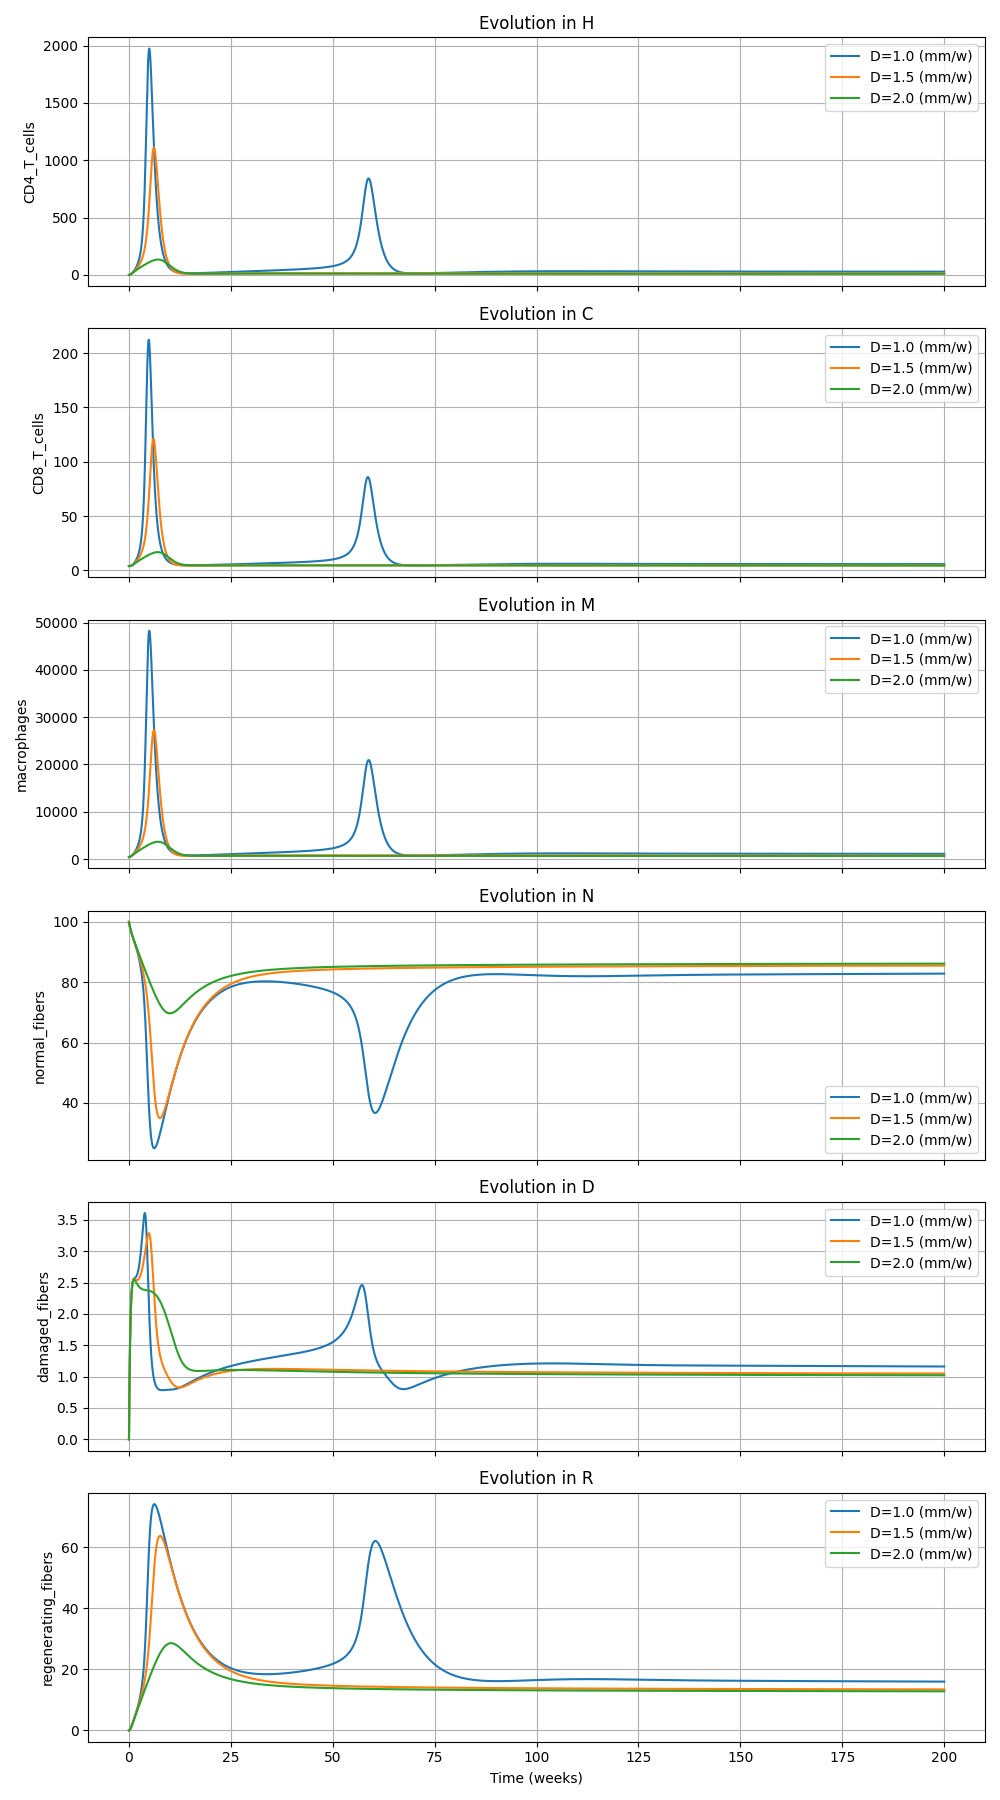 Evolution in H
CD4_T_cells
2000
1500
1000
500
0
D=1.0 (mm/w)
D=1.5 (mm/w)
D=2.0 (mm/w)
Evolution in C
CD8_T_cells
200
150
100
50
0
D=1.0 (mm/w)
D=1.5 (mm/w)
D=2.0 (mm/w)
Evolution in M
macrophages
50000
40000
30000
20000
10000
0
D=1.0 (mm/w)
D=1.5 (mm/w)
D=2.0 (mm/w)
Evolution in N
normal_fibers
100
80
60
40
D=1.0 (mm/w)
D=1.5 (mm/w)
D=2.0 (mm/w)
Evolution in D
damaged_fibers
3.5
3.0
2.5
2.0
1.5
1.0
0.5
0.0
D=1.0 (mm/w)
D=1.5 (mm/w)
D=2.0 (mm/w)
Evolution in R
regenerating_fibers
60
40
20
0
D=1.0 (mm/w)
D=1.5 (mm/w)
D=2.0 (mm/w)
0 25 50 75 100 125 150 175 200
Time (weeks)